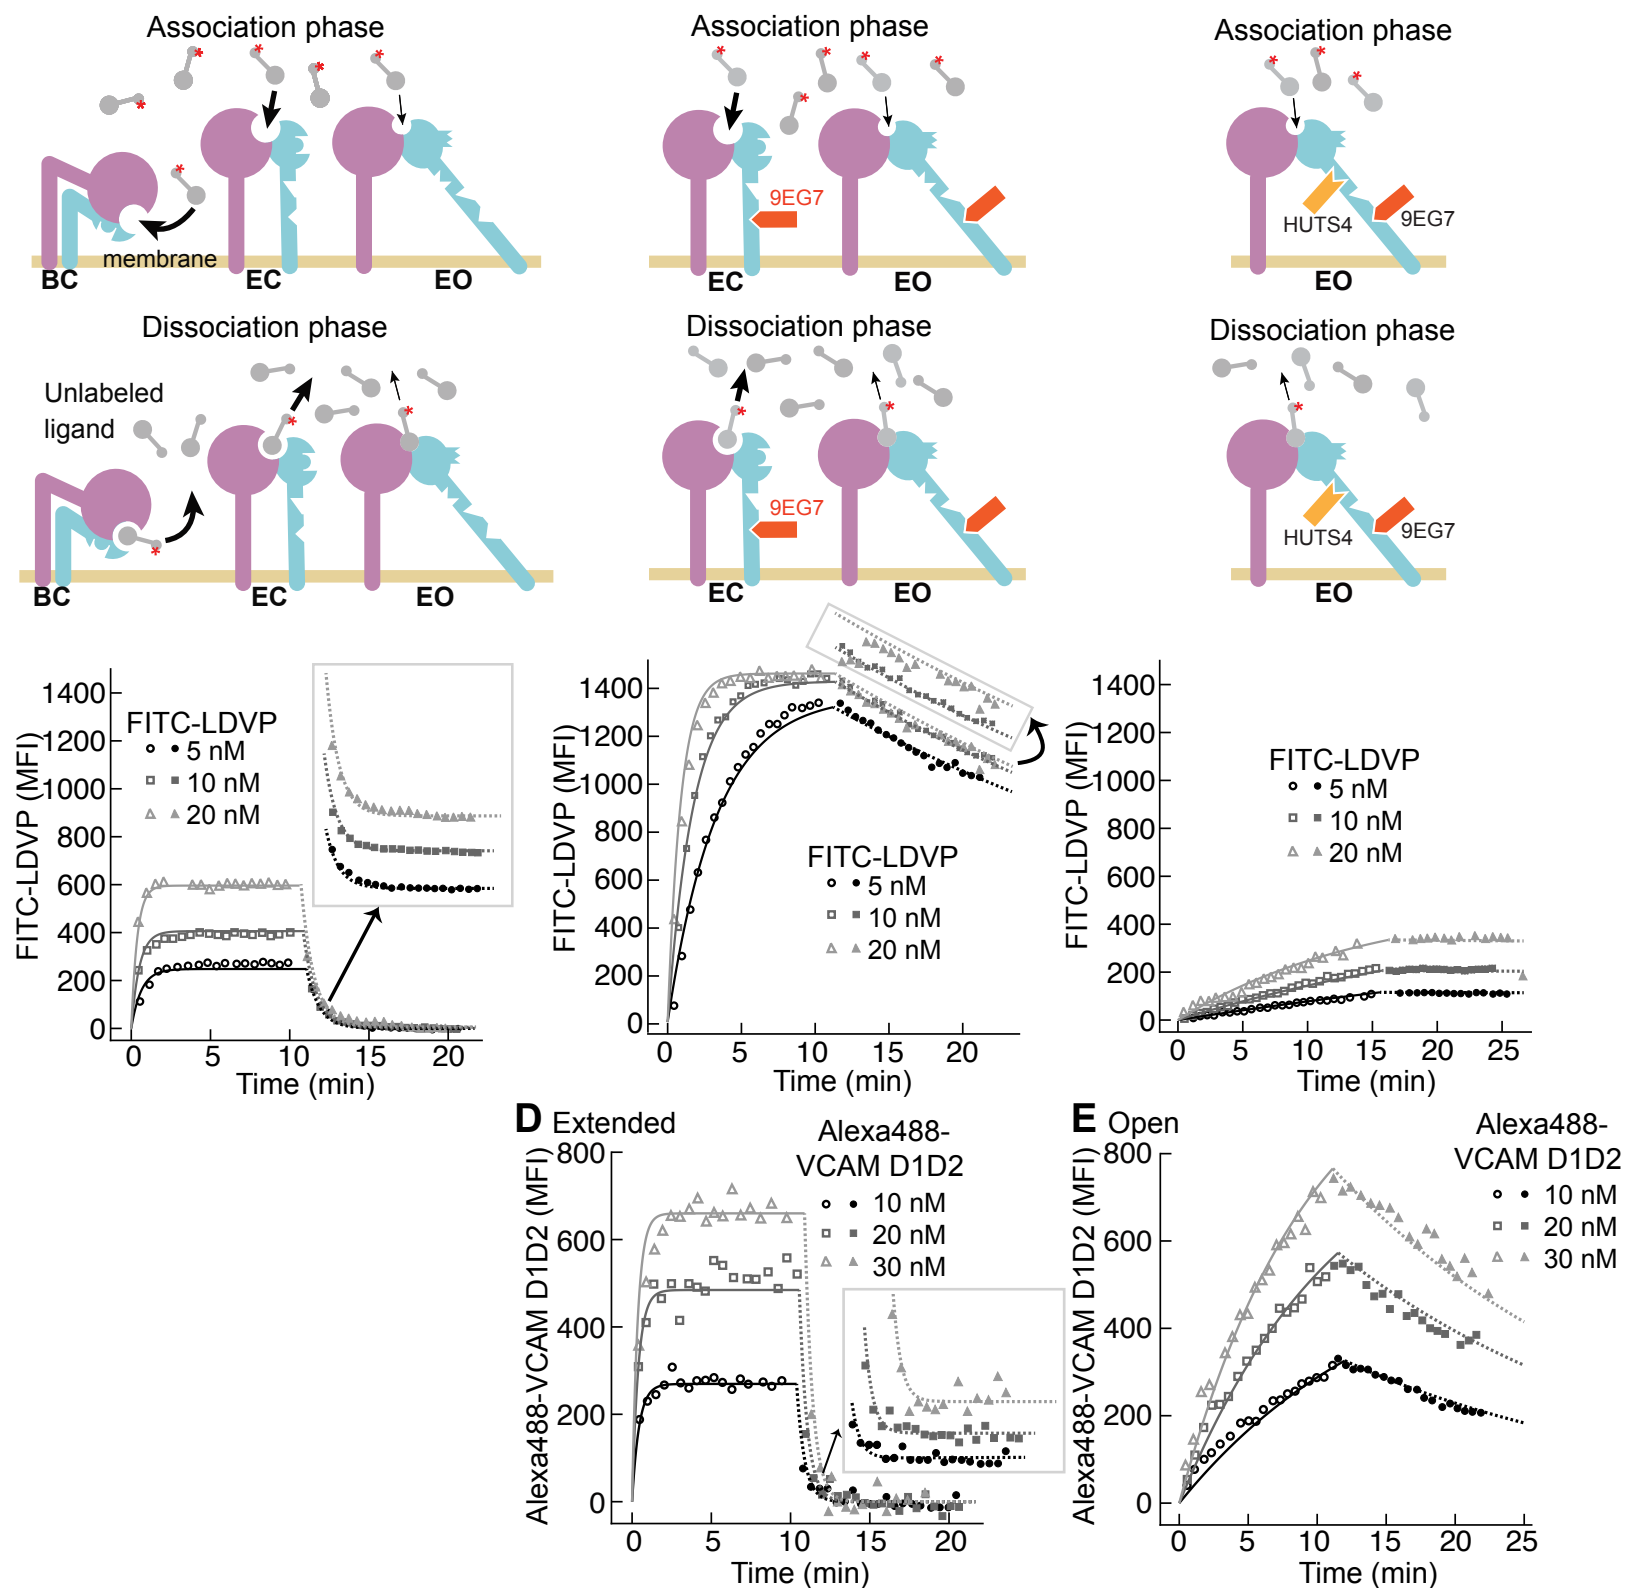 Association phase
Association phase
Association phase
membrane
BC
EC
EO
9EG7
EC
EO
HUTS4
9EG7
EO
Dissociation phase
Dissociation phase
Dissociation phase
Unlabeled
ligand
BC
EC
EO
9EG7
EC
EO
HUTS4
9EG7
EO
FITC-LDVP (MFI)
1400
1200
1000
800
600
400
200
0
FITC-LDVP
5 nM
10 nM
20 nM
0
5
10
15
20
Time (min)
FITC-LDVP (MFI)
1400
1200
1000
800
600
400
200
0
FITC-LDVP
5 nM
10 nM
20 nM
0
5
10
15
20
Time (min)
FITC-LDVP (MFI)
1400
1200
1000
800
600
400
200
0
FITC-LDVP
5 nM
10 nM
20 nM
0
5
10
15
20
25
Time (min)
D Extended
Alexa488-VCAM D1D2 (MFI)
800
600
400
200
0
Alexa488-
VCAM D1D2
10 nM
20 nM
30 nM
0
5
10
15
20
Time (min)
E Open
Alexa488-VCAM D1D2 (MFI)
800
600
400
200
0
Alexa488-
VCAM D1D2
10 nM
20 nM
30 nM
0
5
10
15
20
25
Time (min)